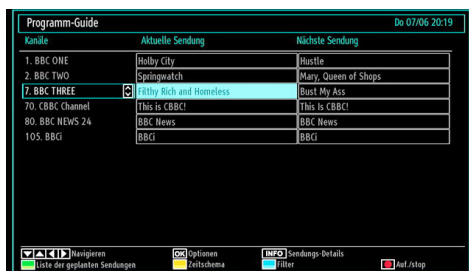 Programm-Guide Do 07/06 20:19
Kanäle Aktuelle Sendung Nächste Sendung
1. BBC ONE Holby City Hustle
2. BBC TWO Springwatch Mary, Queen of Shops
7. BBC THREE Filthy Rich and Homeless Bust My Ass
70. CBBC Channel This is CBBC! This Is CBBC!
80. BBC NEWS 24 BBC News BBC News
105. BBCi BBCi BBCi
Navigieren OK Optionen INFO Sendungs-Details
Liste der geplanten Sendungen Zeitschema Filter Auf./stop